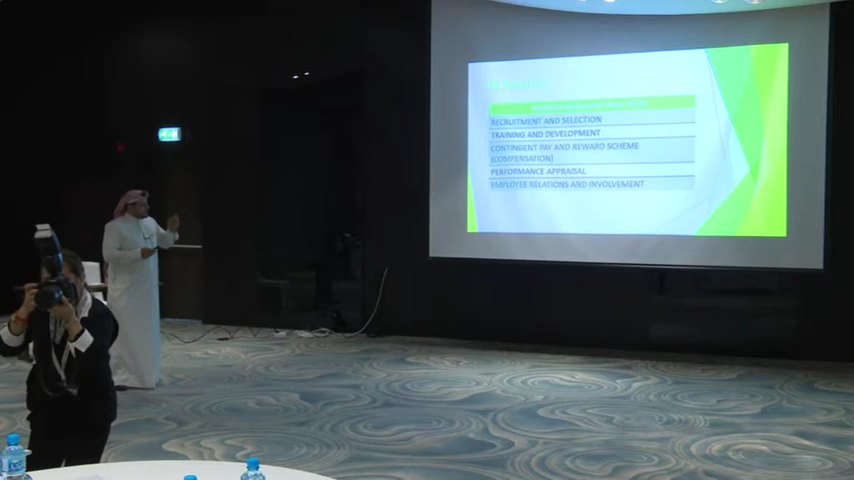 RECRUITMENT AND SELECTION
TRAINING AND DEVELOPMENT
CONTINGENT PAY AND REWARD SCHEME
(COMPENSATION)
PERFORMANCE APPRAISAL
EMPLOYEE RELATIONS AND INVOLVEMENT